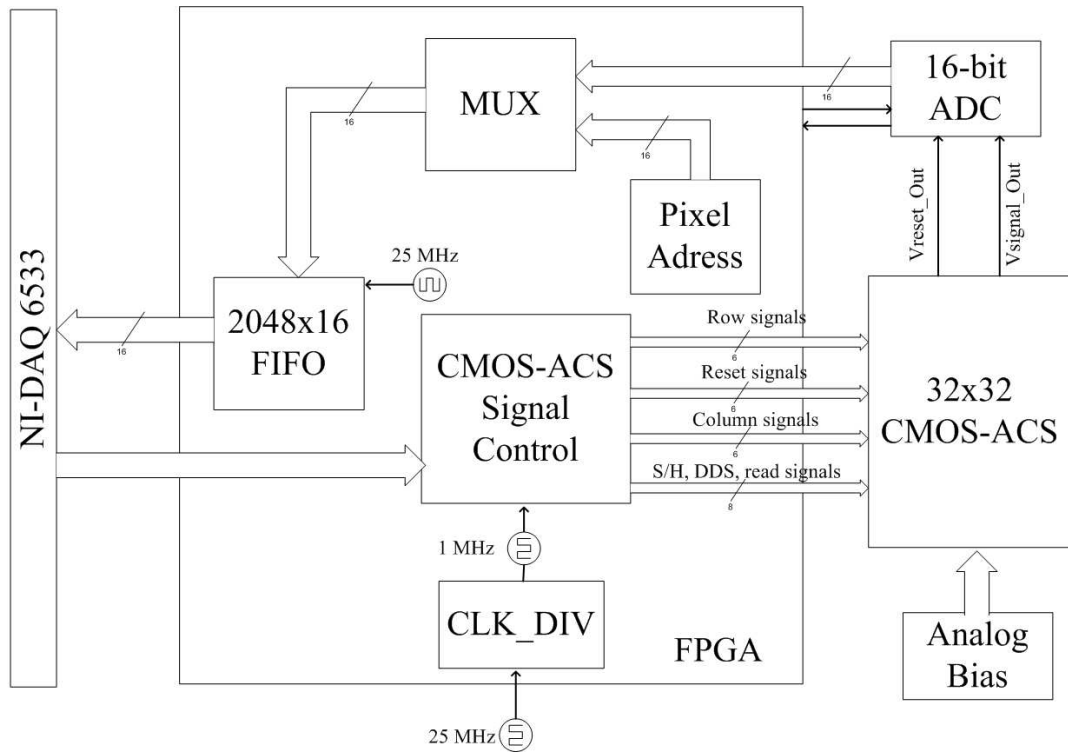 NI-DAQ 6533
MUX
16
16
16
16-bit
ADC
Pixel
Adress
Vreset_Out
Vsignal_Out
25 MHz
2048x16
FIFO
16
CMOS-ACS
Signal
Control
Row signals
6
Reset signals
6
Column signals
6
S/H, DDS, read signals
8
32x32
CMOS-ACS
1 MHz
CLK_DIV
FPGA
Analog
Bias
25 MHz